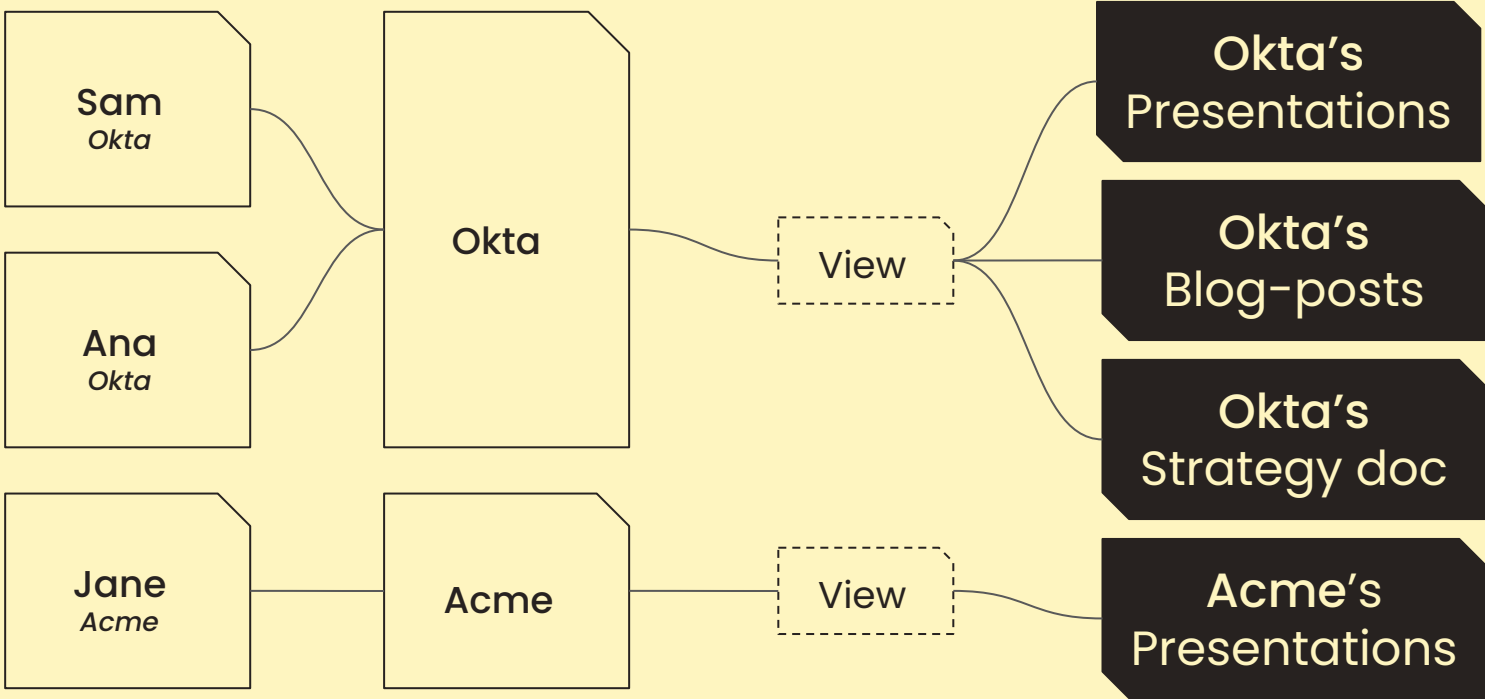 Sam
Okta
Ana
Okta
Jane
Acme
Okta
Acme
View
View
Okta’s
Presentations
Okta’s
Blog-posts
Okta’s
Strategy doc
Acme’s
Presentations